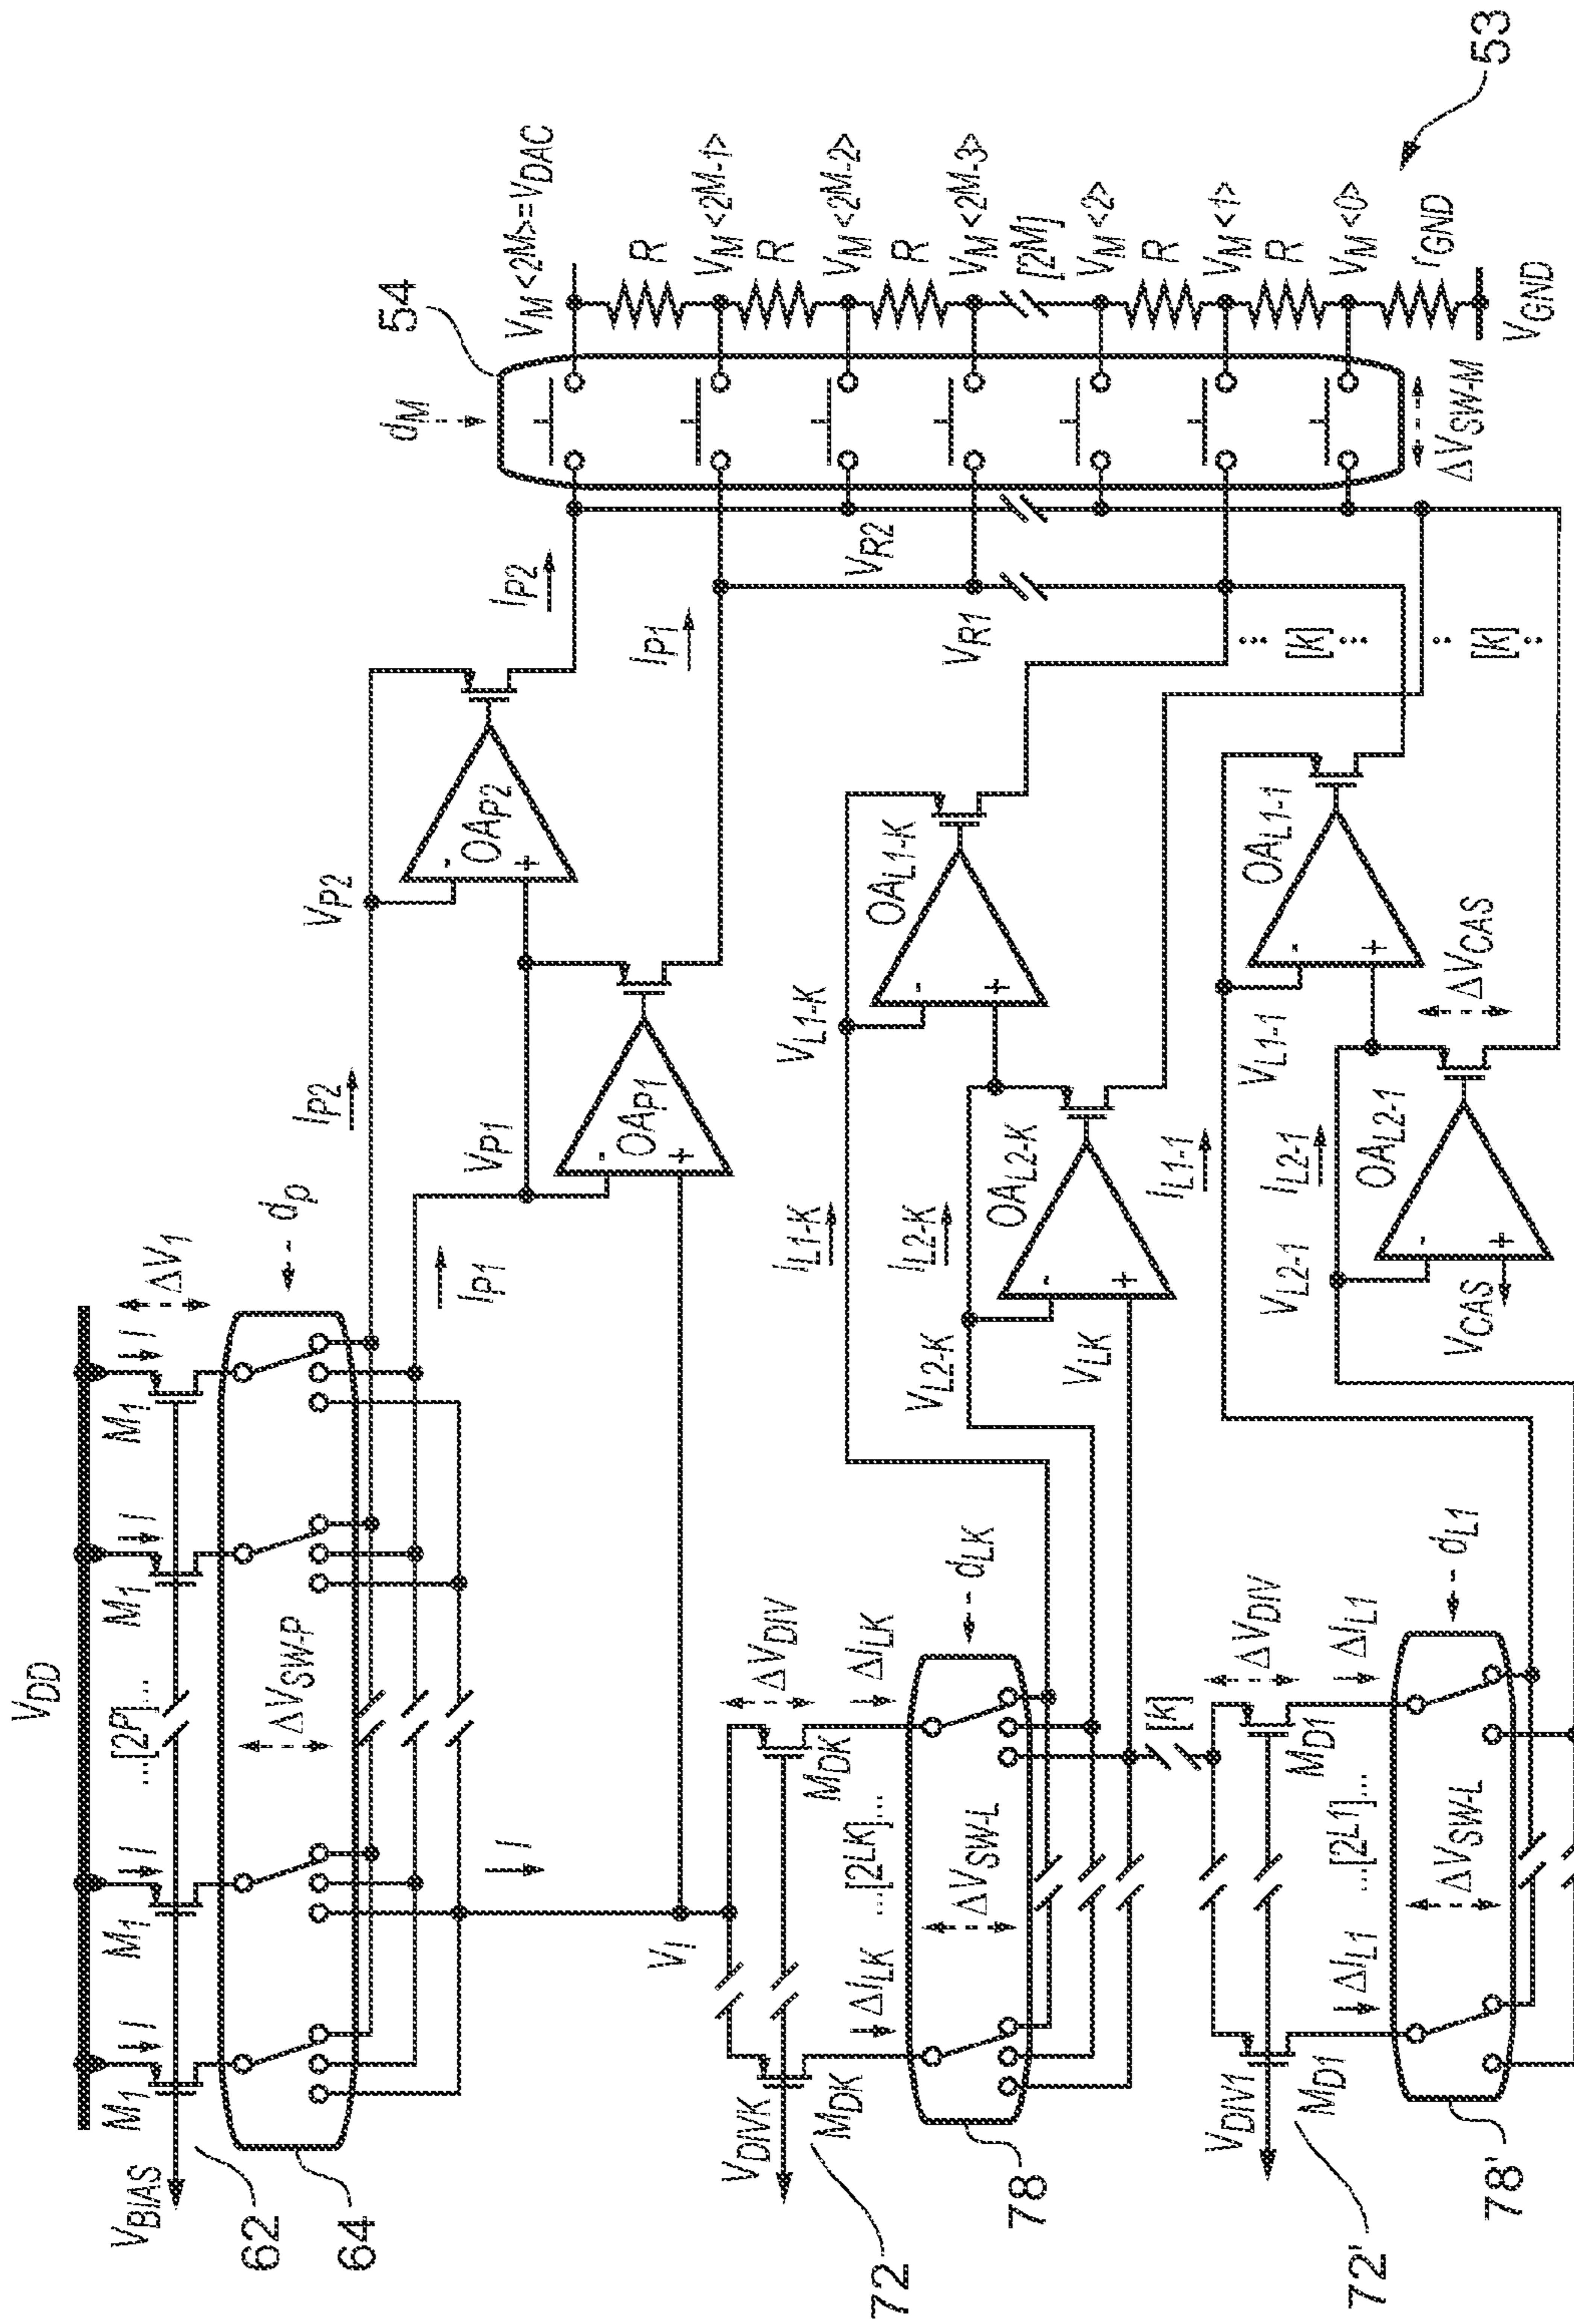 VDD
VBIAS
M1
M1
M1
M1
I
I
I
I
ΔV1
...[2P]...
ΔVSW-P
dp
62
64
IP2
VP2
OAP2
-
+
IP2
IP1
VP1
OAP1
-
+
IP1
dM
54
VM<2M>=VDAC
R
VM<2M-1>
R
VM<2M-2>
R
VM<2M-3>
[2M]
VM<2>
R
VM<1>
R
VM<0>
rGND
VGND
ΔVSW-M
53
VR2
VR1
I
VI
VDIVK
MDK
MDK
ΔVDIV
ΔILK
ΔILK
...[2LK]...
ΔVSW-L
dLK
72
78
IL1-K
VL1-K
OAL1-K
-
+
IL2-K
VL2-K
OAL2-K
-
+
VLK
[K]
[K]
[K]
VDIV1
MD1
MD1
ΔVDIV
ΔIL1
ΔIL1
...[2L1]...
ΔVSW-L
dL1
72'
78'
IL1-1
VL1-1
OAL1-1
-
+
IL2-1
VL2-1
OAL2-1
-
+
VCAS
ΔVCAS